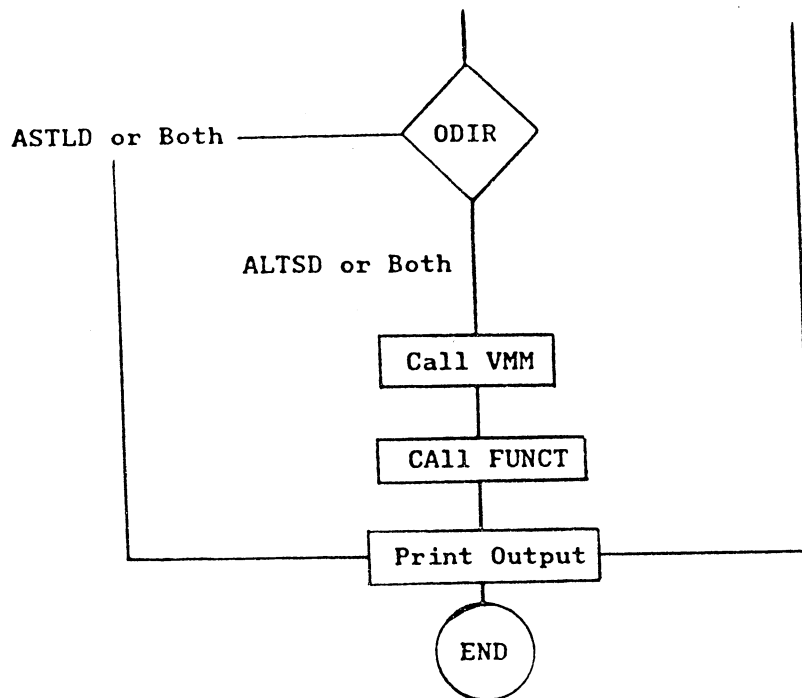 ODIR
ASTLD or Both
ALTSD or Both
Call VMM
CAll FUNCT
Print Output
END